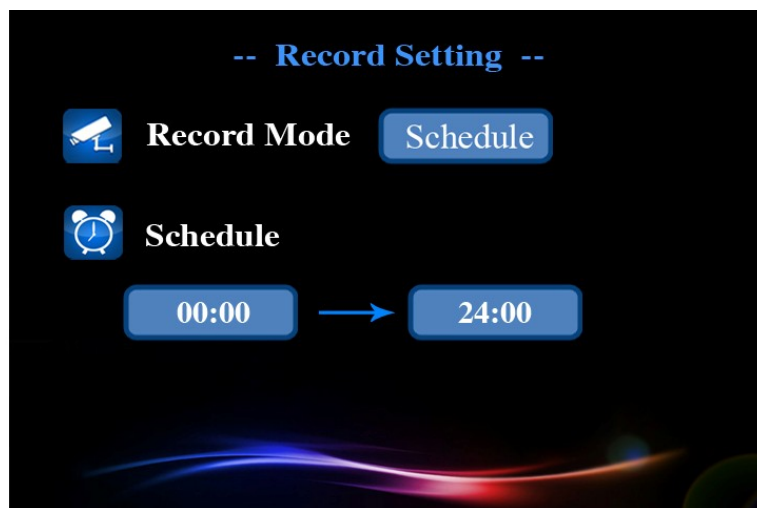 -- Record Setting --
Record Mode Schedule
Schedule
00:00 24:00